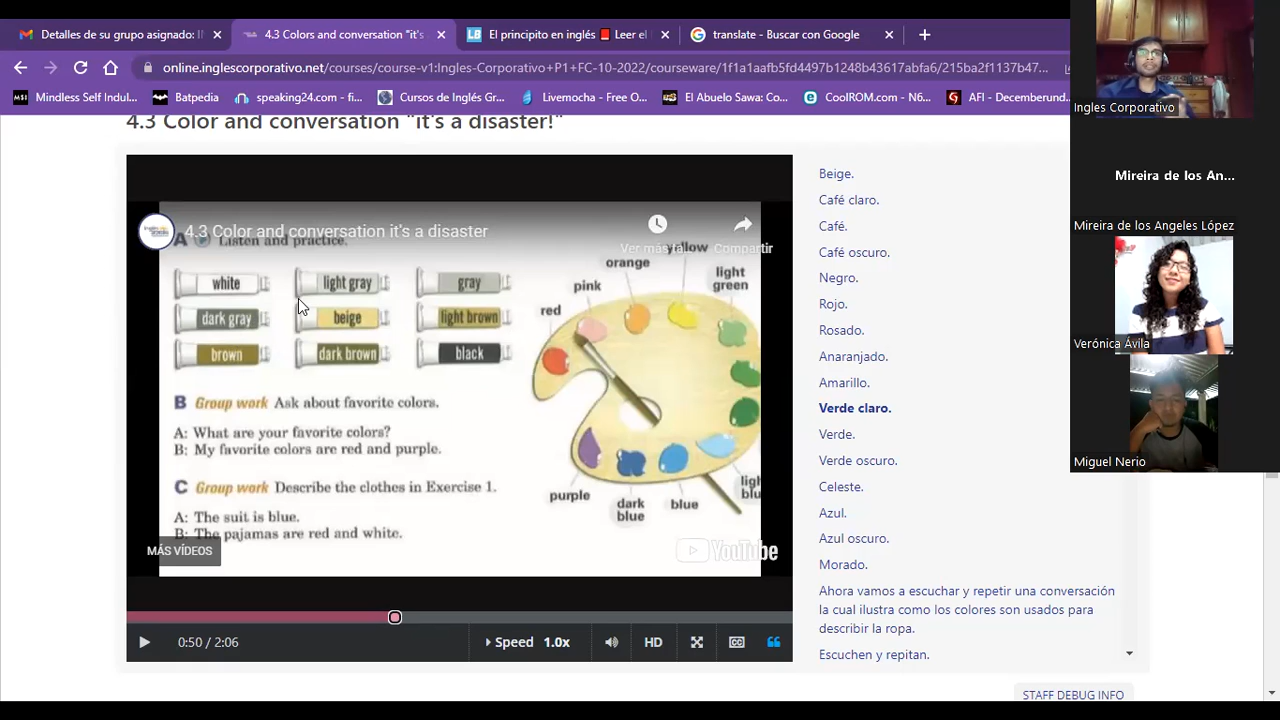 Detalles de su grupo asignado: I
4.3 Colors and conversation "it's
El principito en inglés
Leer el
translate - Buscar con Google
online.inglescorporativo.net/courses/course-v1:Ingles-Corporativo+P1+FC-10-2022/courseware/1f1a1aafb5fd4497b1248b43617abfa6/215ba2f1137b47...
Mindless Self Indul...
Batpedia
speaking24.com - fi...
Cursos de Inglés Gr...
Livemocha - Free O...
El Abuelo Sawa: Co...
CoolROM.com - N6...
AFI - Decemberund...
4.3 Color and conversation "it's a disaster!"
4.3 Color and conversation it's a disaster
A Listen and practice.
Ver más tarde
Compartir
white
light gray
gray
dark gray
beige
light brown
brown
dark brown
black
red
pink
orange
yellow
light
green
purple
dark
blue
blue
B Group work Ask about favorite colors.
A: What are your favorite colors?
B: My favorite colors are red and purple.
C Group work Describe the clothes in Exercise 1.
A: The suit is blue.
B: The pajamas are red and white.
MÁS VÍDEOS
YouTube
0:50 / 2:06
Speed 1.0x
HD
CC
Beige.
Café claro.
Café.
Café oscuro.
Negro.
Rojo.
Rosado.
Anaranjado.
Amarillo.
Verde claro.
Verde.
Verde oscuro.
Celeste.
Azul.
Azul oscuro.
Morado.
Ahora vamos a escuchar y repetir una conversación
la cual ilustra como los colores son usados para
describir la ropa.
Escuchen y repitan.
STAFF DEBUG INFO
Ingles Corporativo
Mireira de los An...
Mireira de los Angeles López
Verónica Ávila
Miguel Nerio